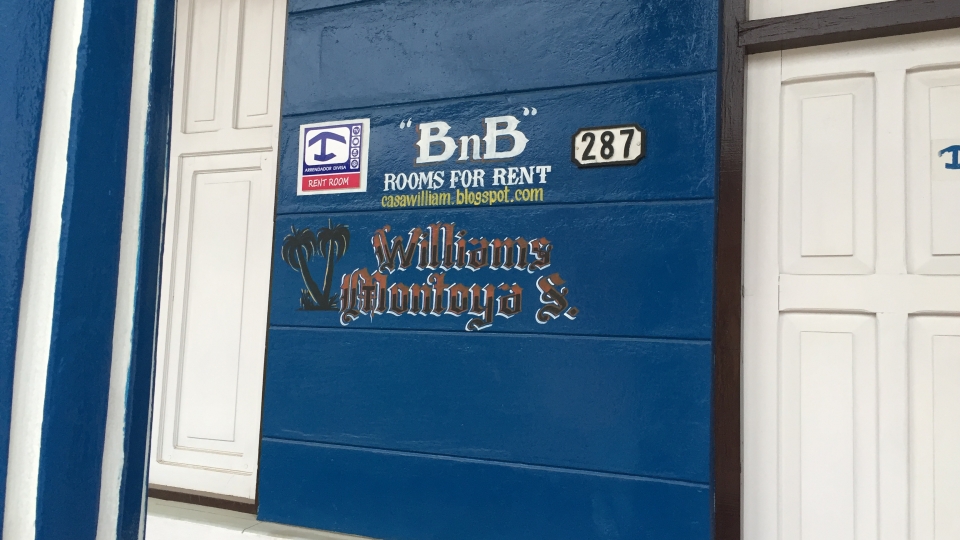 ARRENDADOR DIVISA
RENT ROOM
"BnB"
ROOMS FOR RENT
casawilliam.blogspot.com
287
Williams
Montoya S.